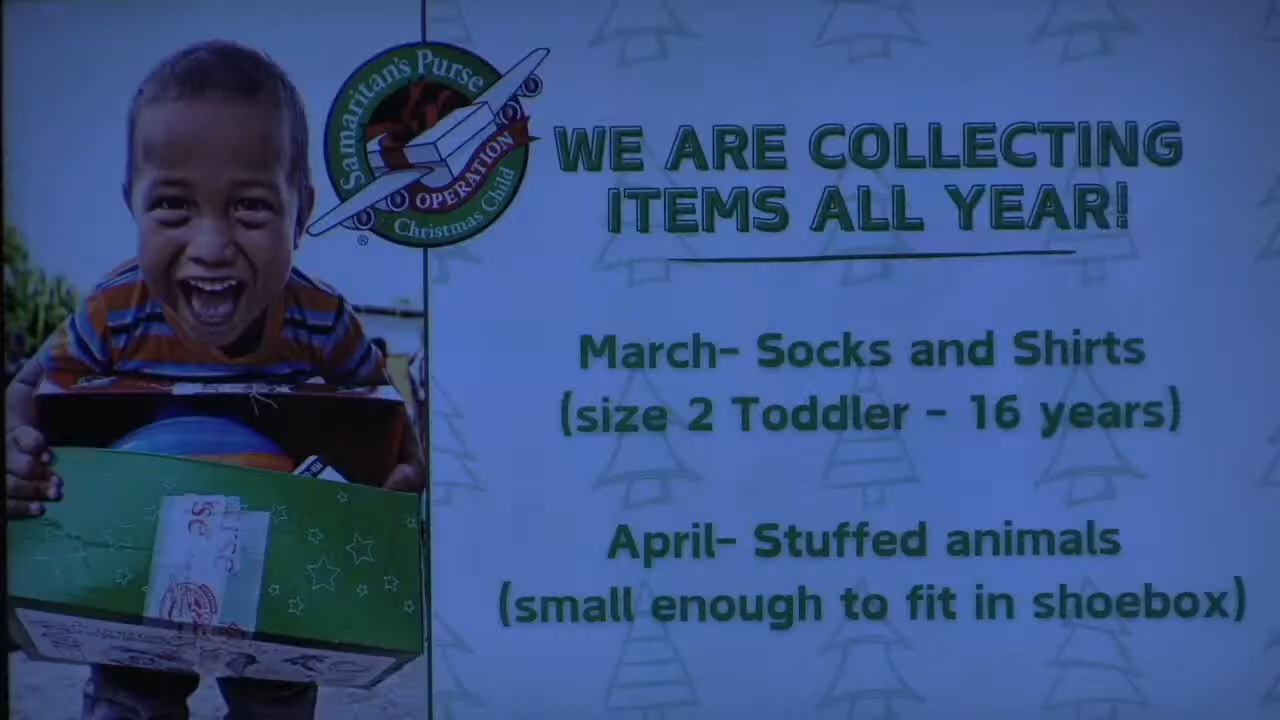 Samaritan's Purse
OPERATION
Christmas Child
®
WE ARE COLLECTING
ITEMS ALL YEAR!
March- Socks and Shirts
(size 2 Toddler - 16 years)
April- Stuffed animals
(small enough to fit in shoebox)